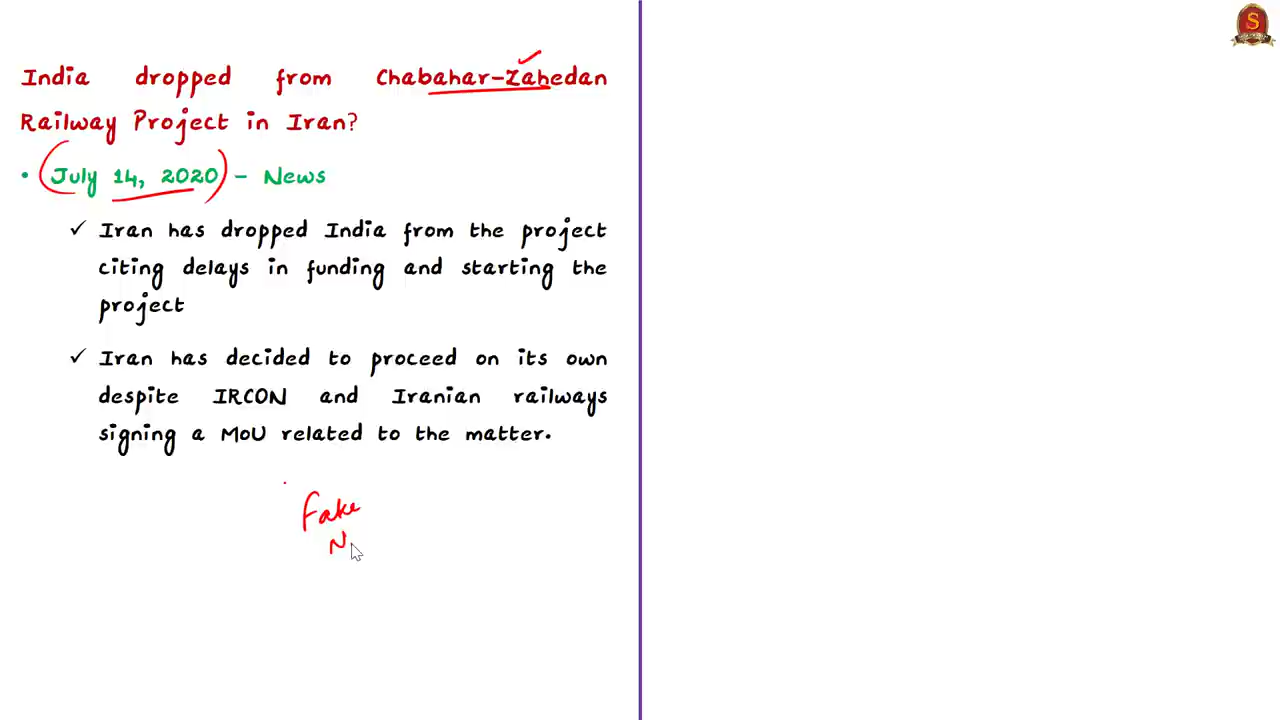 India dropped from Chabahar-Zahedan
Railway Project in Iran?
• July 14, 2020 - News
✓ Iran has dropped India from the project
citing delays in funding and starting the
project
✓ Iran has decided to proceed on its own
despite IRCON and Iranian railways
signing a MoU related to the matter.
Fake
N
S